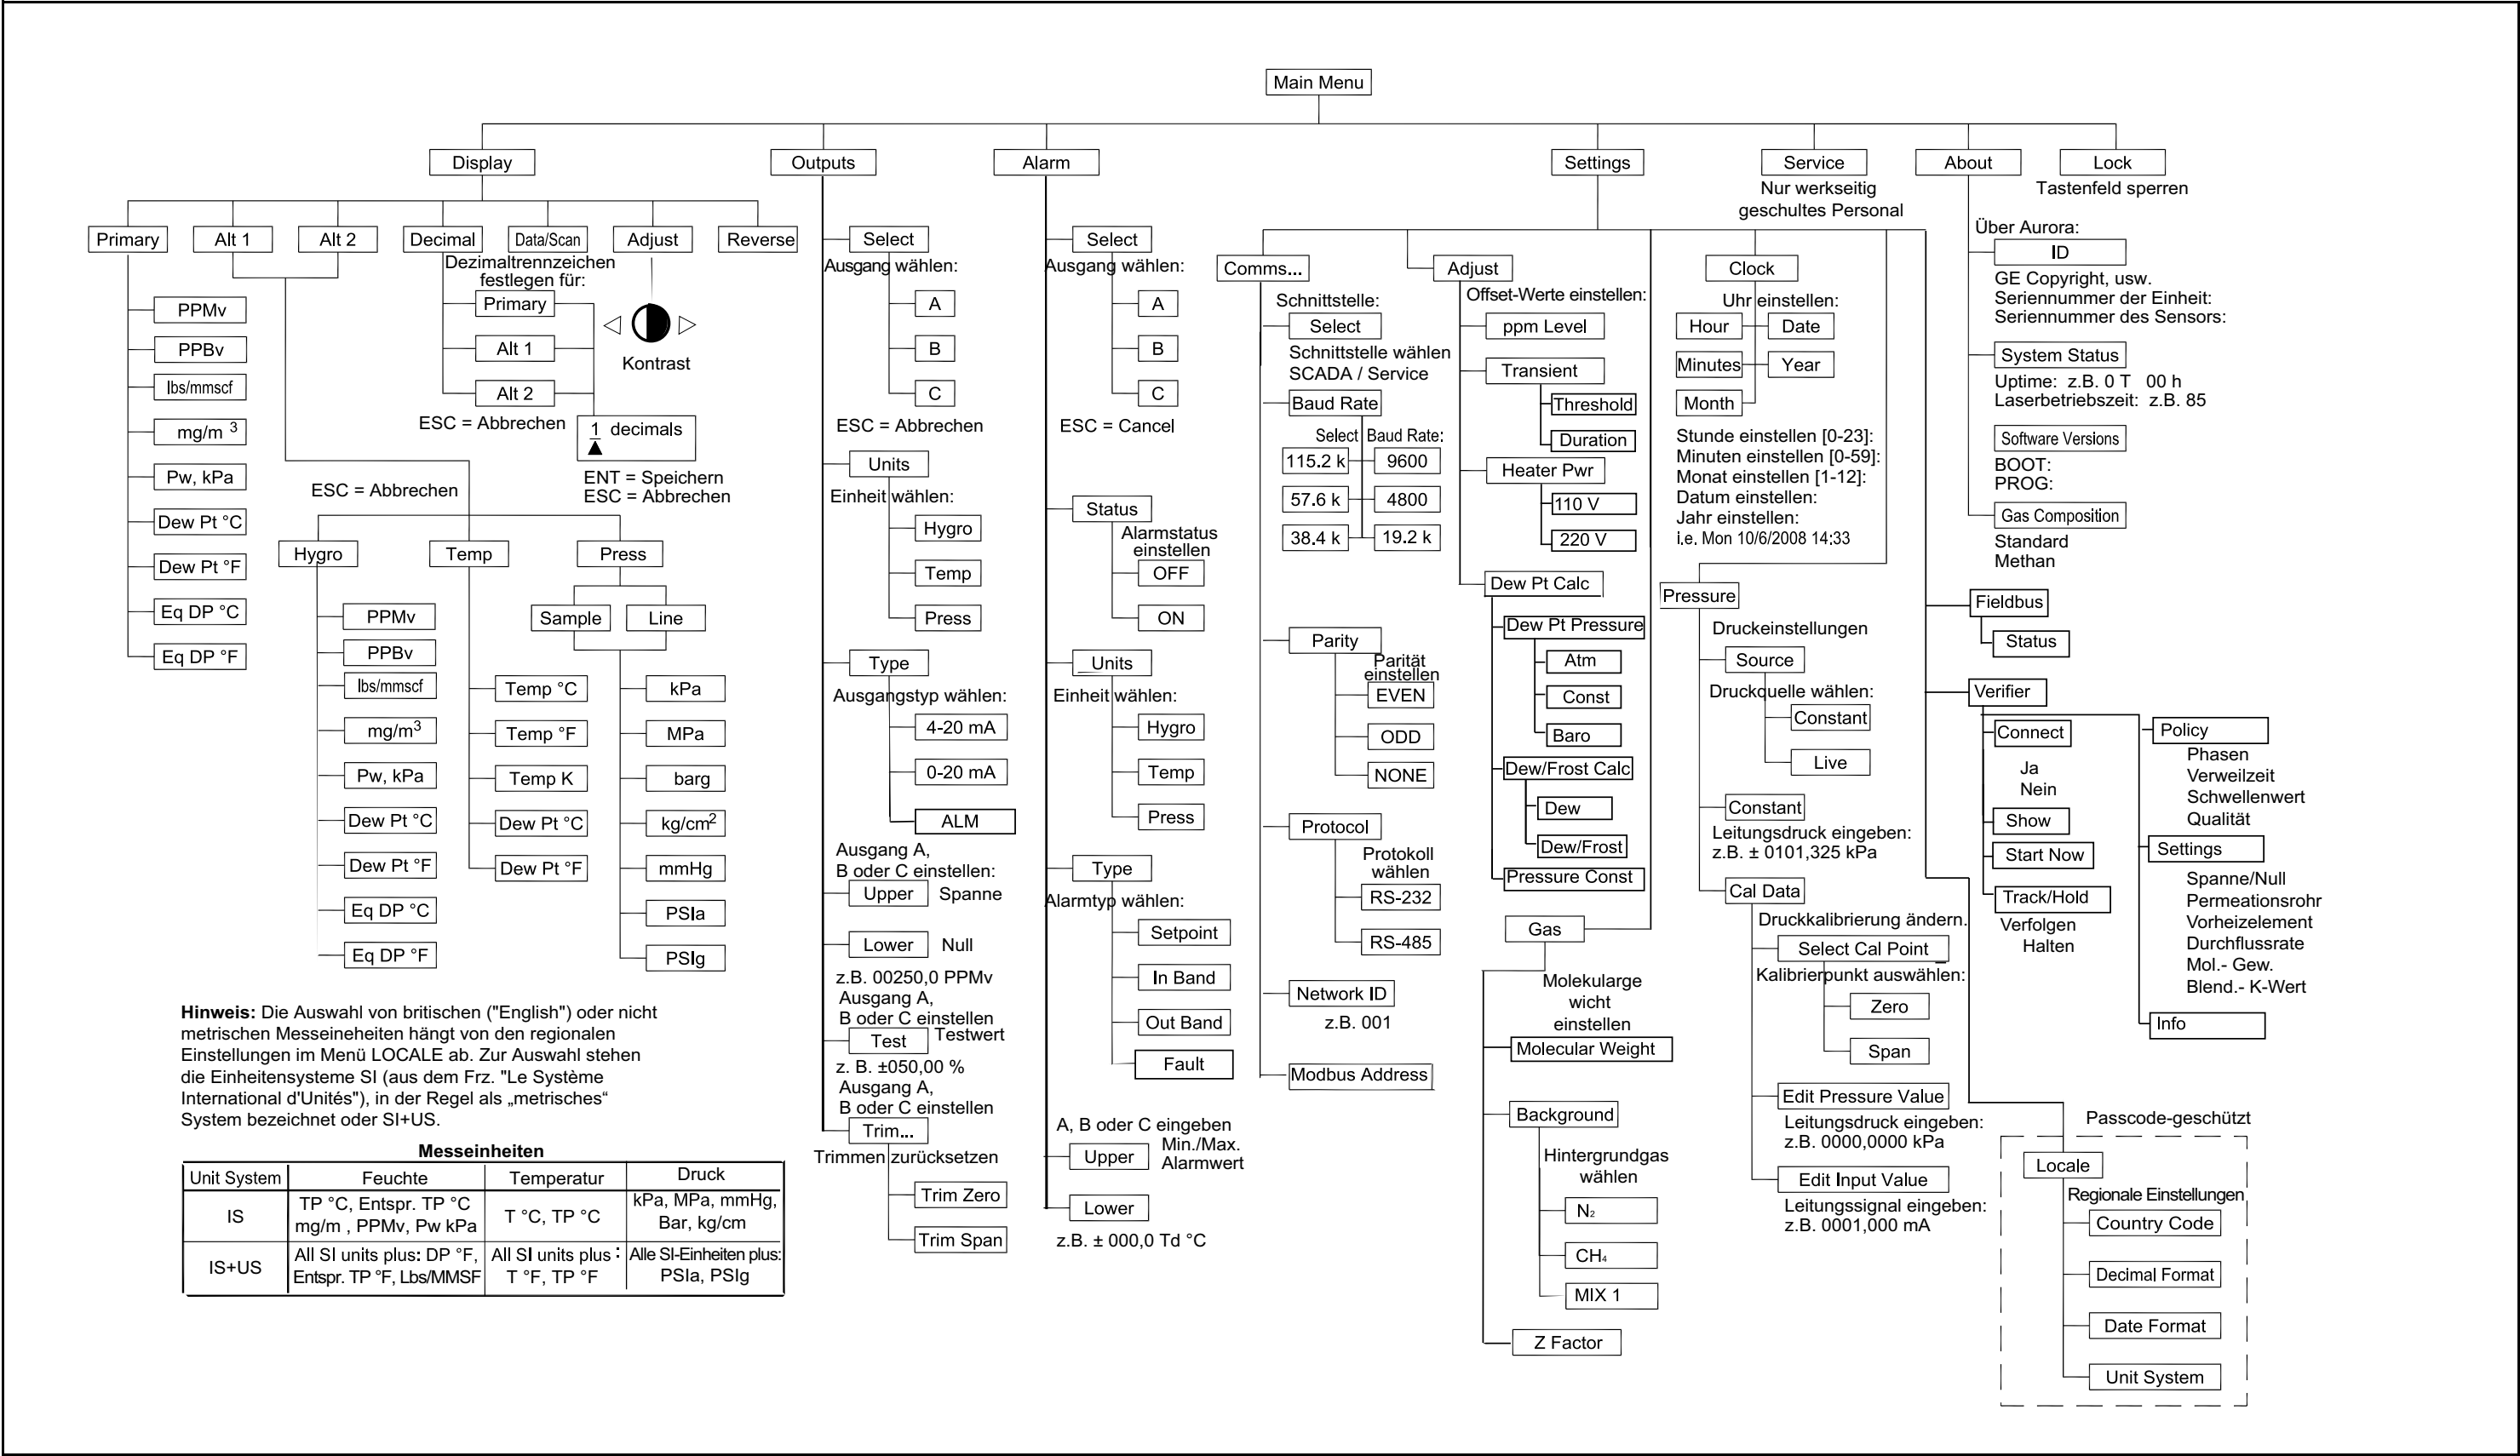 Main Menu
Display
Outputs
Alarm
Settings
Service
About
Lock
Nur werkseitig
geschultes Personal
Tastenfeld sperren
Primary
Alt 1
Alt 2
Decimal
Data/Scan
Adjust
Reverse
PPMv
PPBv
lbs/mmscf
mg/m 3
Pw, kPa
Dew Pt °C
Dew Pt °F
Eq DP °C
Eq DP °F
Dezimaltrennzeichen
festlegen für:
Primary
Alt 1
Alt 2
ESC = Abbrechen
1 decimals
ENT = Speichern
ESC = Abbrechen
Kontrast
ESC = Abbrechen
Hygro
Temp
Press
PPMv
PPBv
lbs/mmscf
mg/m3
Pw, kPa
Dew Pt °C
Dew Pt °F
Eq DP °C
Eq DP °F
Temp °C
Temp °F
Temp K
Dew Pt °C
Dew Pt °F
Sample
Line
kPa
MPa
barg
kg/cm2
mmHg
PSIa
PSIg
Hinweis: Die Auswahl von britischen ("English") oder nicht
metrischen Messeineheiten hängt von den regionalen
Einstellungen im Menü LOCALE ab. Zur Auswahl stehen
die Einheitensysteme SI (aus dem Frz. "Le Système
International d'Unités"), in der Regel als „metrisches“
System bezeichnet oder SI+US.
Messeinheiten
Unit System
Feuchte
Temperatur
Druck
IS
TP °C, Entspr. TP °C
mg/m , PPMv, Pw kPa
T °C, TP °C
kPa, MPa, mmHg,
Bar, kg/cm
IS+US
All SI units plus: DP °F,
Entspr. TP °F, Lbs/MMSF
All SI units plus :
T °F, TP °F
Alle SI-Einheiten plus:
PSIa, PSIg
Select
Ausgang wählen:
A
B
C
ESC = Abbrechen
Units
Einheit wählen:
Hygro
Temp
Press
Type
Ausgangstyp wählen:
4-20 mA
0-20 mA
ALM
Ausgang A,
B oder C einstellen:
Upper
Spanne
Lower
Null
z.B. 00250,0 PPMv
Ausgang A,
B oder C einstellen
Test
Testwert
z. B. ±050,00 %
Ausgang A,
B oder C einstellen
Trim...
Trimmen zurücksetzen
Trim Zero
Trim Span
Select
Ausgang wählen:
A
B
C
ESC = Cancel
Status
Alarmstatus
einstellen
OFF
ON
Units
Einheit wählen:
Hygro
Temp
Press
Type
Alarmtyp wählen:
Setpoint
In Band
Out Band
Fault
A, B oder C eingeben
Upper
Min./Max.
Alarmwert
Lower
z.B. ± 000,0 Td °C
Comms...
Schnittstelle:
Select
Schnittstelle wählen
SCADA / Service
Baud Rate
Select Baud Rate:
115.2 k
9600
57.6 k
4800
38.4 k
19.2 k
Parity
Parität
einstellen
EVEN
ODD
NONE
Protocol
Protokoll
wählen
RS-232
RS-485
Network ID
z.B. 001
Modbus Address
Adjust
Offset-Werte einstellen:
ppm Level
Transient
Threshold
Duration
Heater Pwr
110 V
220 V
Dew Pt Calc
Dew Pt Pressure
Atm
Const
Baro
Dew/Frost Calc
Dew
Dew/Frost
Pressure Const
Gas
Molekularge
wicht
einstellen
Molecular Weight
Background
Hintergrundgas
wählen
N2
CH4
MIX 1
Z Factor
Clock
Uhr einstellen:
Hour
Date
Minutes
Year
Month
Stunde einstellen [0-23]:
Minuten einstellen [0-59]:
Monat einstellen [1-12]:
Datum einstellen:
Jahr einstellen:
i.e. Mon 10/6/2008 14:33
Pressure
Druckeinstellungen
Source
Druckquelle wählen:
Constant
Live
Constant
Leitungsdruck eingeben:
z.B. ± 0101,325 kPa
Cal Data
Druckkalibrierung ändern.
Select Cal Point
Kalibrierpunkt auswählen:
Zero
Span
Edit Pressure Value
Leitungsdruck eingeben:
z.B. 0000,0000 kPa
Edit Input Value
Leitungssignal eingeben:
z.B. 0001,000 mA
Über Aurora:
ID
GE Copyright, usw.
Seriennummer der Einheit:
Seriennummer des Sensors:
System Status
Uptime: z.B. 0 T 00 h
Laserbetriebszeit: z.B. 85
Software Versions
BOOT:
PROG:
Gas Composition
Standard
Methan
Fieldbus
Status
Verifier
Connect
Ja
Nein
Show
Start Now
Track/Hold
Verfolgen
Halten
Policy
Phasen
Verweilzeit
Schwellenwert
Qualität
Settings
Spanne/Null
Permeationsrohr
Vorheizelement
Durchflussrate
Mol.- Gew.
Blend.- K-Wert
Info
Passcode-geschützt
Locale
Regionale Einstellungen
Country Code
Decimal Format
Date Format
Unit System